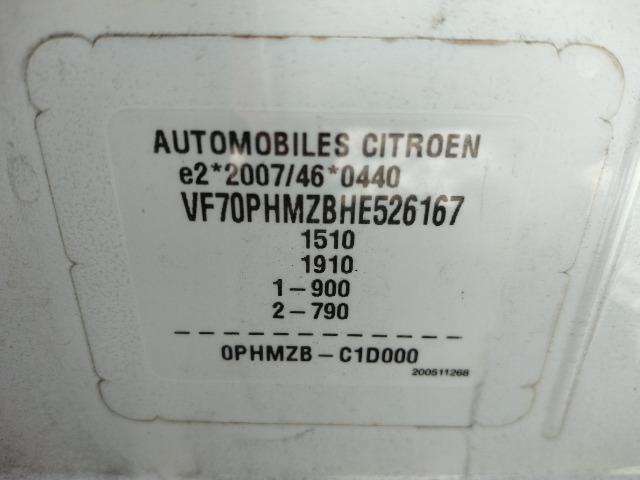 AUTOMOBILES CITROEN
e2*2007/46*0440
VF70PHMZBHE526167
1510
1910
1-900
2-790
0PHMZB-C1D000
200511268